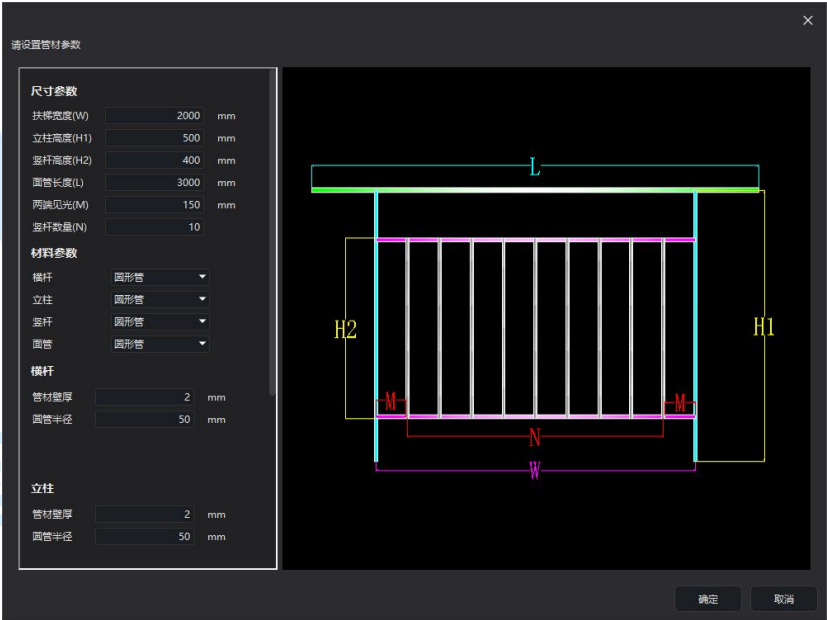 请设置管材参数
尺寸参数
扶梯宽度(W) 2000 mm
立柱高度(H1) 500 mm
竖杆高度(H2) 400 mm
面管长度(L) 3000 mm
两端见光(M) 150 mm
竖杆数量(N) 10
材料参数
横杆 圆形管
立柱 圆形管
竖杆 圆形管
面管 圆形管
横杆
管材壁厚 2 mm
圆管半径 50 mm
立柱
管材壁厚 2 mm
圆管半径 50 mm
L
H2
H1
M
M
N
W
确定
取消